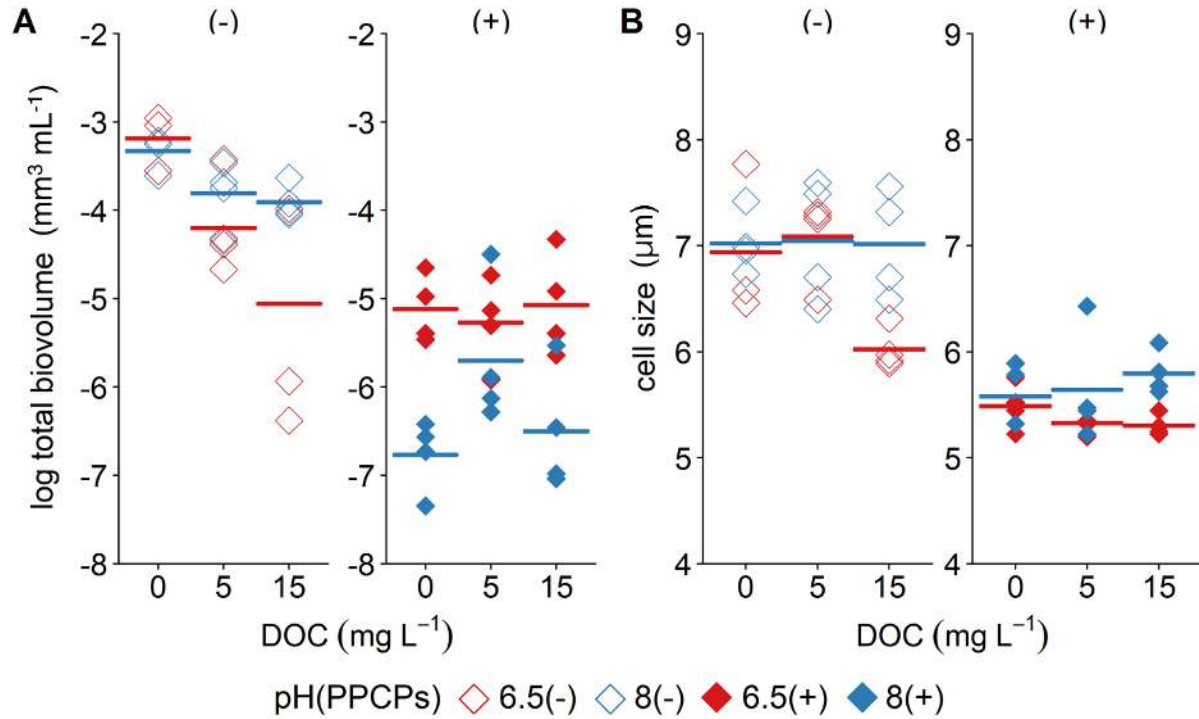 A (-) (+) B (-) (+)
-2 -2 9 9
-3 -3 8 8
-4 -4 7 7
-5 -5 6 6
-6 -6 5 5
-7 -7 4 4
-8 -8
log total biovolume (mm³ mL⁻¹)
cell size (µm)
0 5 15 0 5 15 0 5 15 0 5 15
DOC (mg L⁻¹) DOC (mg L⁻¹)
pH(PPCPs) 6.5(-) 8(-) 6.5(+) 8(+)